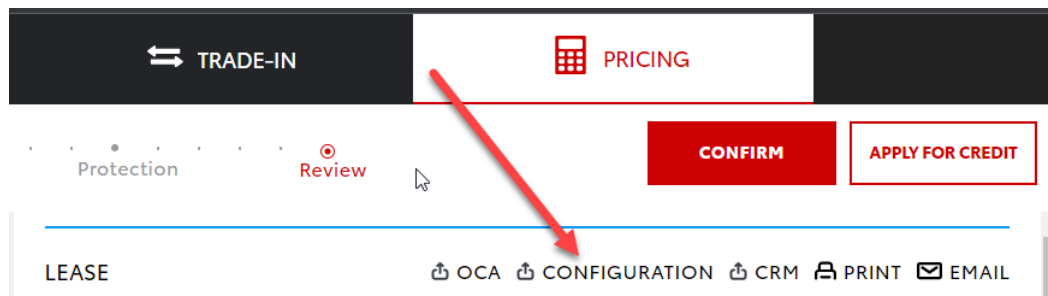 TRADE-IN
PRICING
Protection
Review
CONFIRM
APPLY FOR CREDIT
LEASE
OCA CONFIGURATION CRM PRINT EMAIL